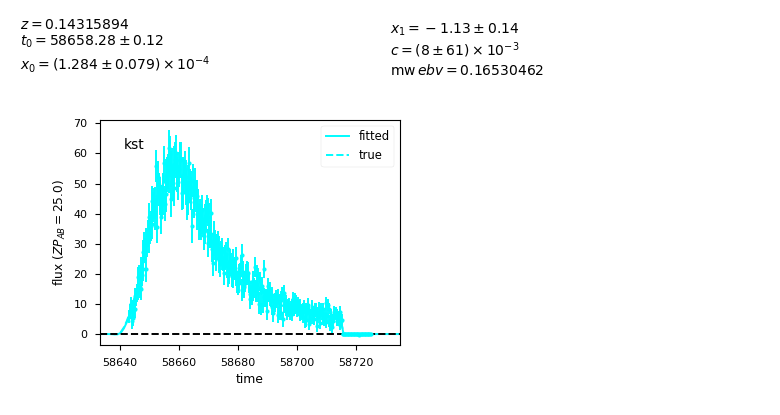 z = 0.14315894
t₀ = 58658.28 ± 0.12
x₀ = (1.284 ± 0.079) × 10⁻⁴
x₁ = −1.13 ± 0.14
c = (8 ± 61) × 10⁻³
mw ebv = 0.16530462
kst
fitted
true
flux (ZP_AB = 25.0)
70
60
50
40
30
20
10
0
58640 58660 58680 58700 58720
time